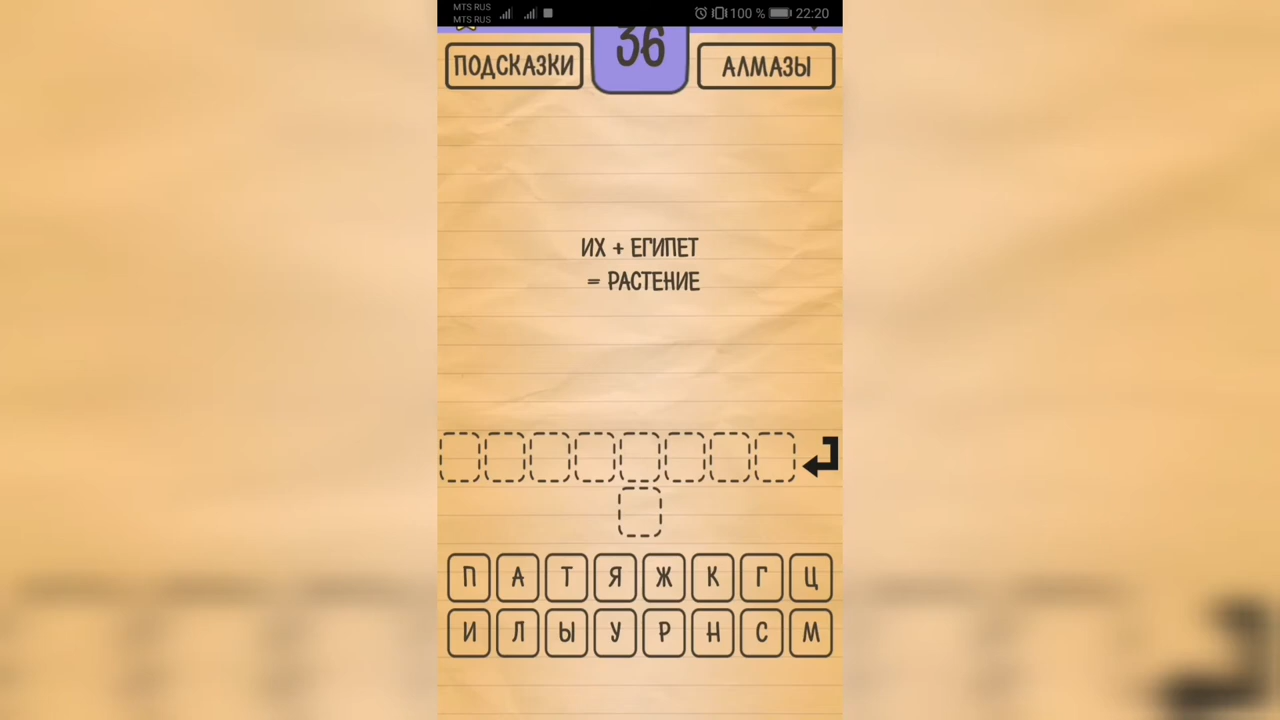 MTS RUS
MTS RUS
100 % 22:20
ПОДСКАЗКИ 36 АЛМАЗЫ
ИХ + ЕГИПЕТ
= РАСТЕНИЕ
П А Т Я Ж К Г Ц
И Л Ы У Р Н С М